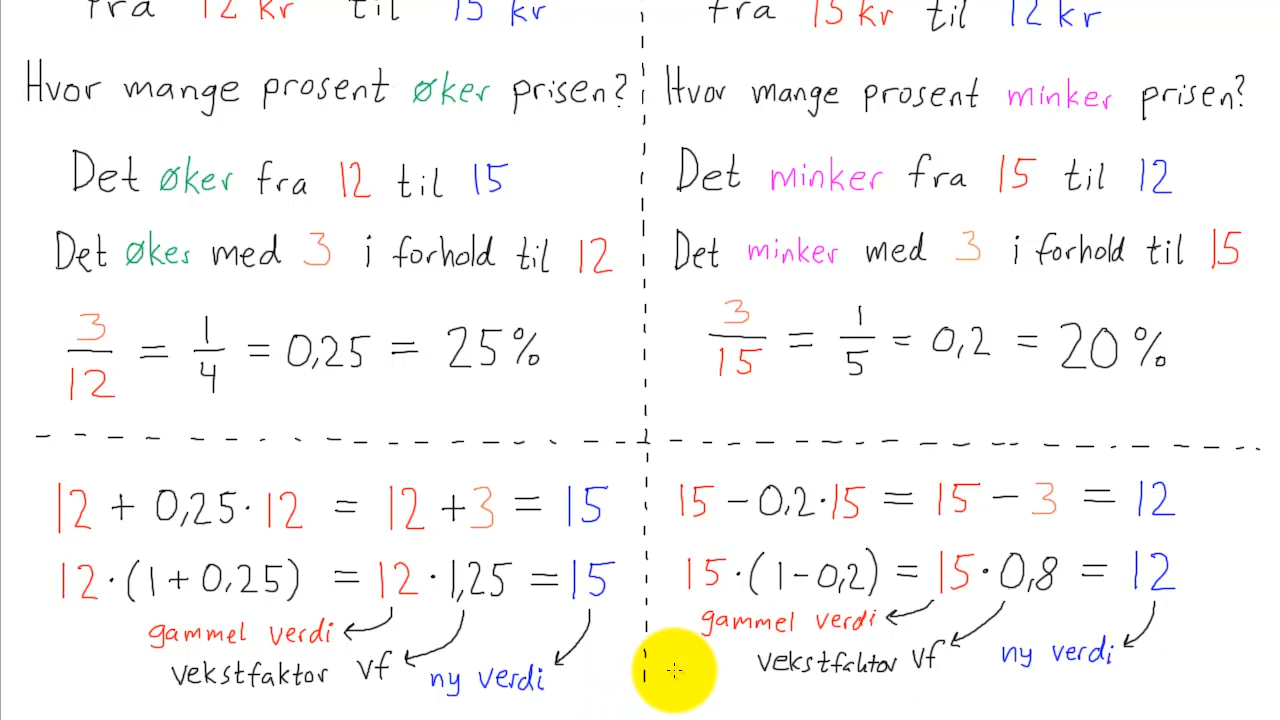 fra 12 kr til 15 kr
Hvor mange prosent øker prisen?
Det øker fra 12 til 15
Det økes med 3 i forhold til 12
3/12 = 1/4 = 0,25 = 25%
12 + 0,25 · 12 = 12 + 3 = 15
12 · (1 + 0,25) = 12 · 1,25 = 15
gammel verdi
vekstfaktor vf
ny verdi
fra 15 kr til 12 kr
Hvor mange prosent minker prisen?
Det minker fra 15 til 12
Det minker med 3 i forhold til 15
3/15 = 1/5 = 0,2 = 20%
15 - 0,2 · 15 = 15 - 3 = 12
15 · (1 - 0,2) = 15 · 0,8 = 12
gammel verdi
vekstfaktor vf
ny verdi